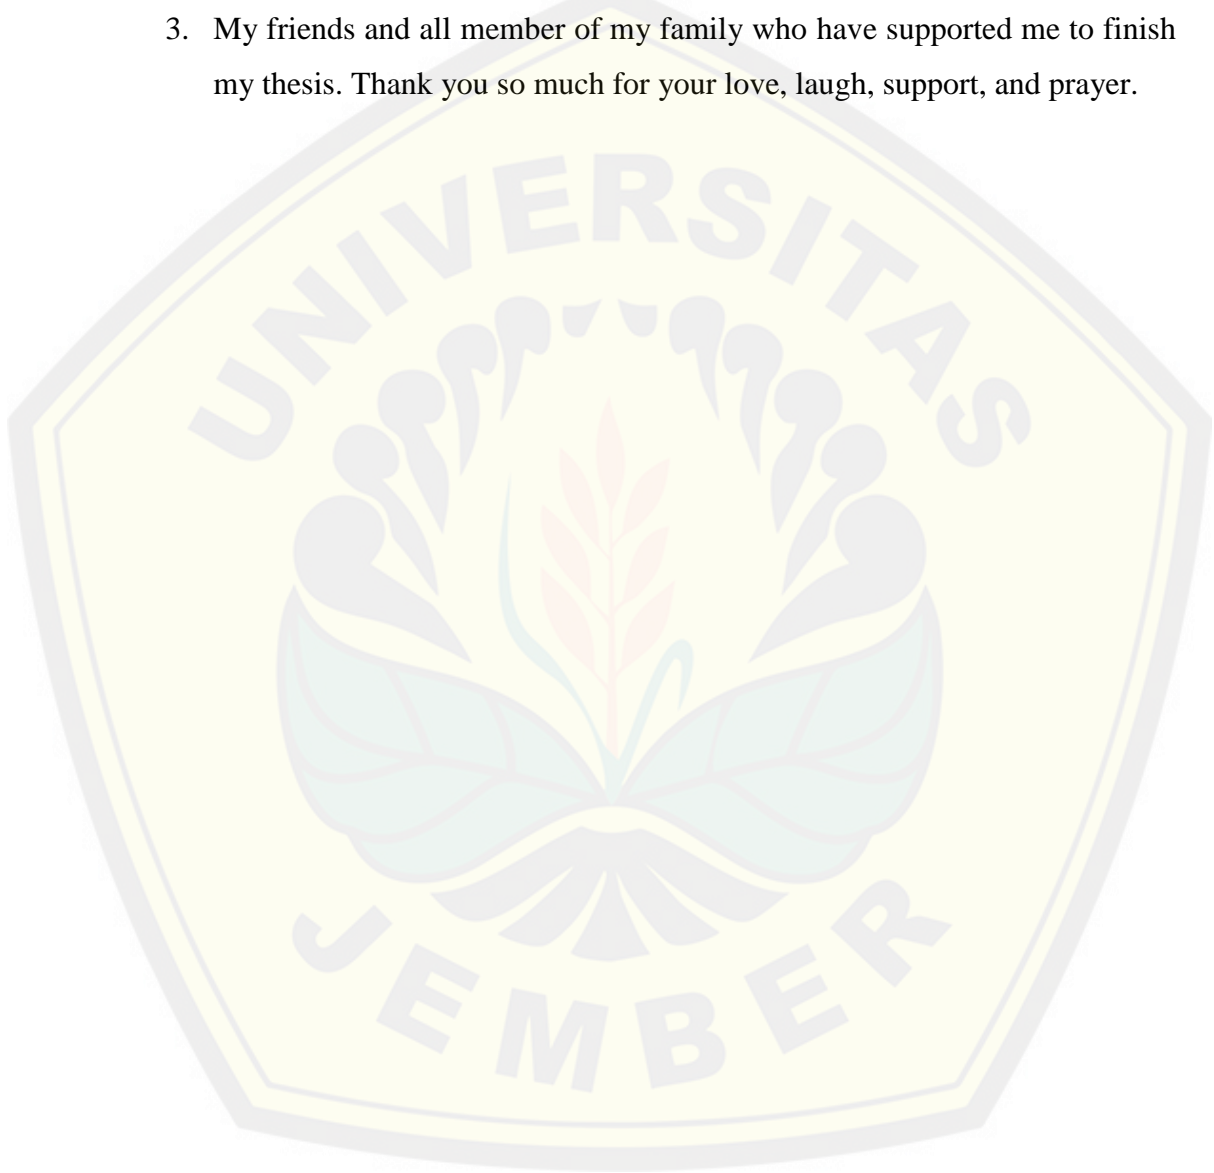 3. My friends and all member of my family who have supported me to finish
my thesis. Thank you so much for your love, laugh, support, and prayer.
UNIVERSITAS
JEMBER